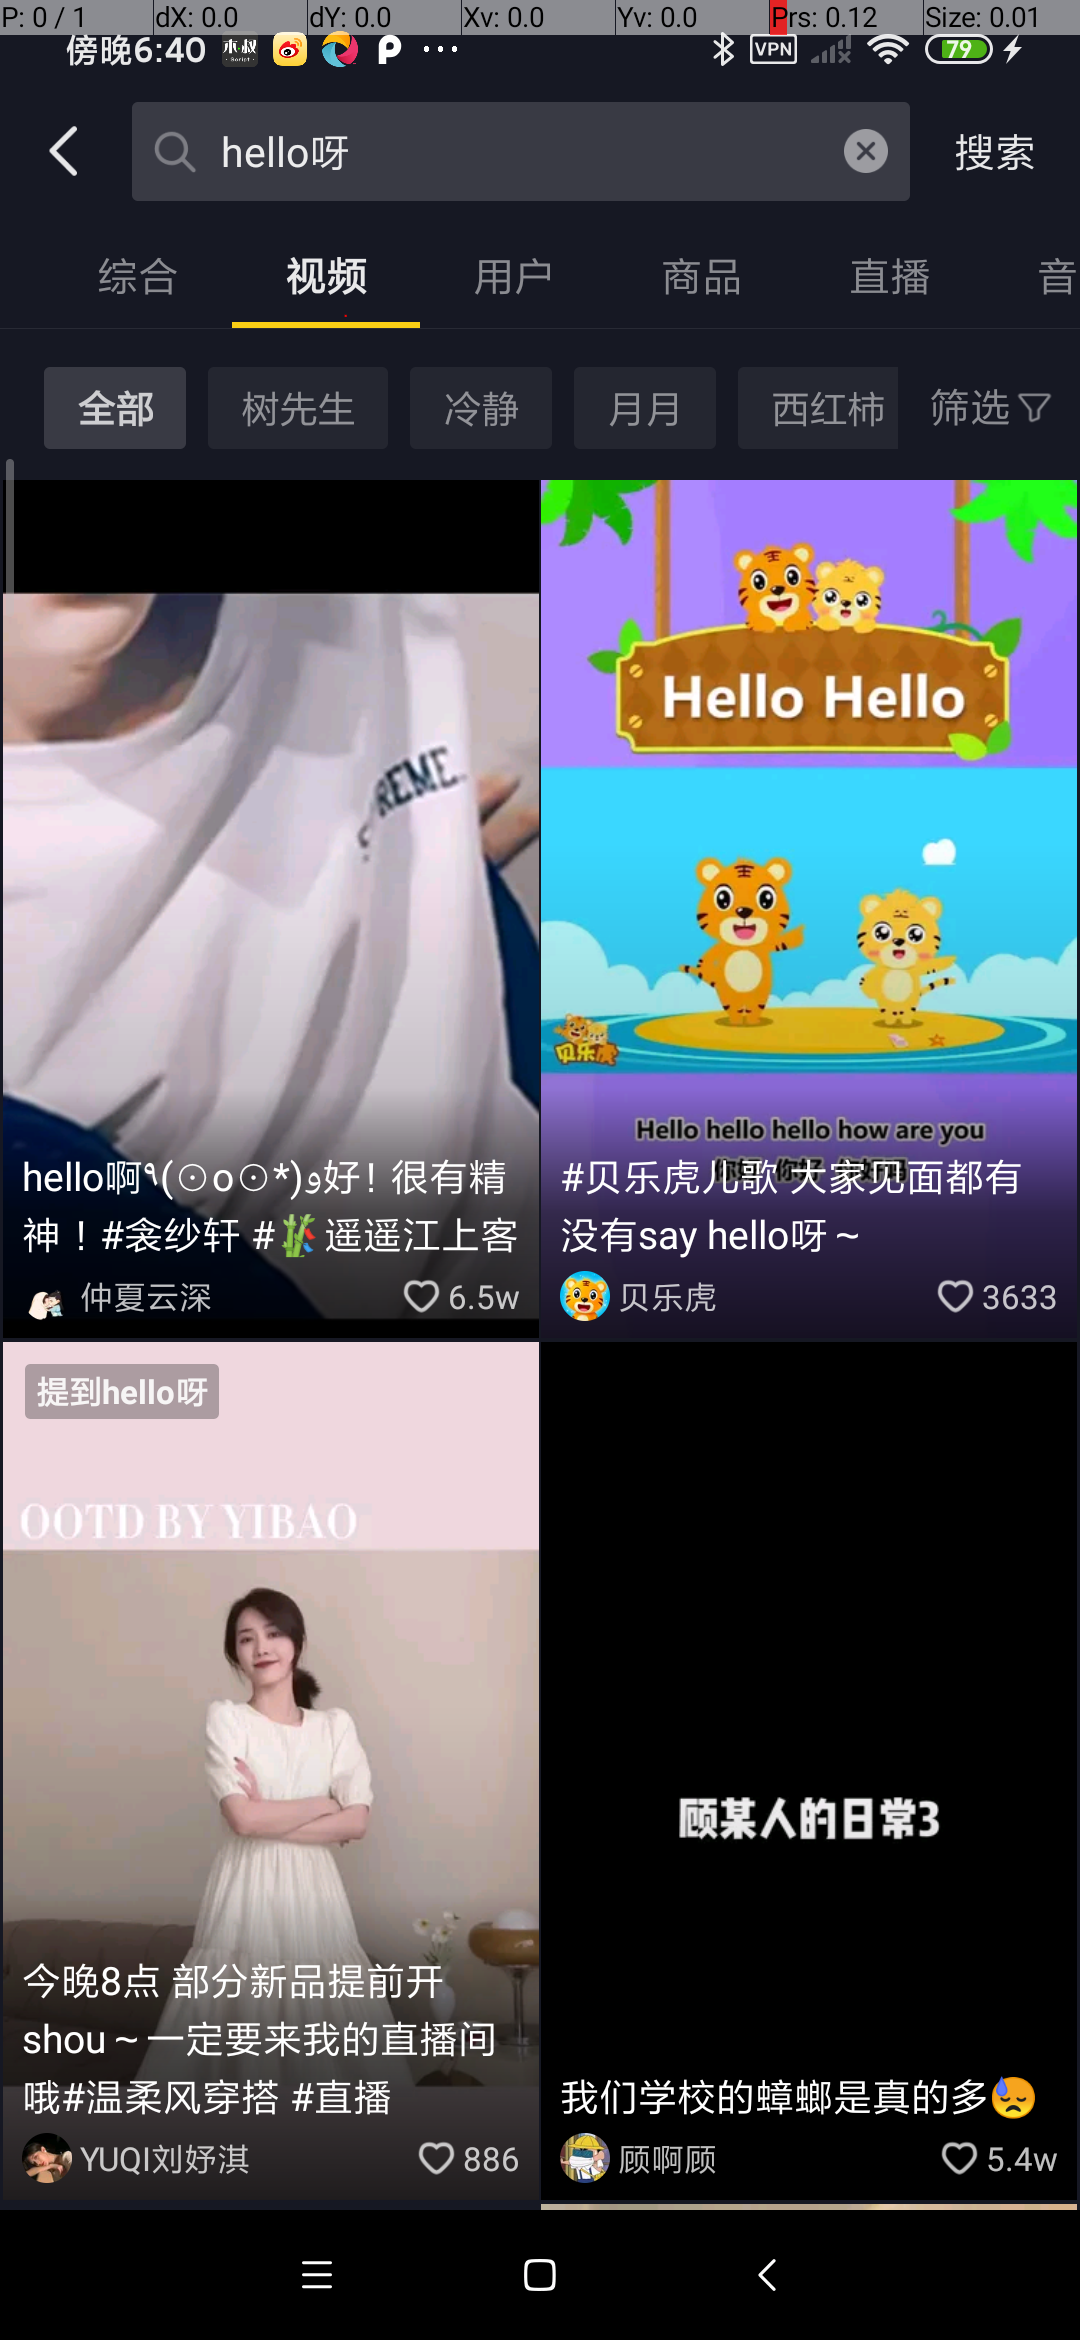 P: 0 / 1 dX: 0.0 dY: 0.0 Xv: 0.0 Yv: 0.0 Prs: 0.12 Size: 0.01
傍晚6:40 木叔 Script P ··· VPN 79
hello呀 搜索
综合 视频 用户 商品 直播 音
全部 树先生 冷静 月月 西红柿 筛选
REME.
hello啊٩(⊙o⊙*)و好！很有精
神！#衾纱轩 #🎋遥遥江上客
仲夏云深 6.5w
Hello Hello
贝乐虎
Hello hello hello how are you
#贝乐虎儿歌 大家见面都有
没有say hello呀～
贝乐虎 3633
提到hello呀
OOTD BY YIBAO
今晚8点 部分新品提前开
shou～一定要来我的直播间
哦#温柔风穿搭 #直播
YUQI刘妤淇 886
顾某人的日常3
我们学校的蟑螂是真的多😓
顾啊顾 5.4w